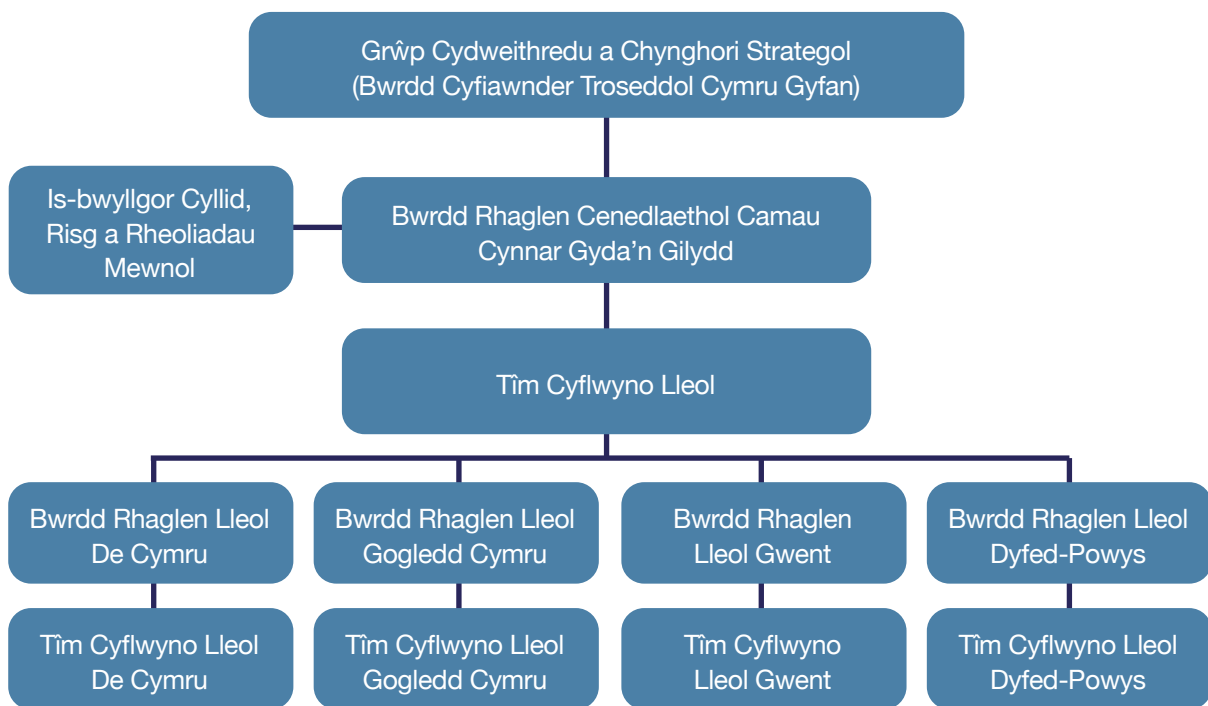 Grŵp Cydweithredu a Chynghori Strategol
(Bwrdd Cyfiawnder Troseddol Cymru Gyfan)
Is-bwyllgor Cyllid,
Risg a Rheoliadau
Mewnol
Bwrdd Rhaglen Cenedlaethol Camau
Cynnar Gyda'n Gilydd
Tîm Cyflwyno Lleol
Bwrdd Rhaglen Lleol
De Cymru
Bwrdd Rhaglen Lleol
Gogledd Cymru
Bwrdd Rhaglen
Lleol Gwent
Bwrdd Rhaglen Lleol
Dyfed-Powys
Tîm Cyflwyno Lleol
De Cymru
Tîm Cyflwyno Lleol
Gogledd Cymru
Tîm Cyflwyno
Lleol Gwent
Tîm Cyflwyno Lleol
Dyfed-Powys